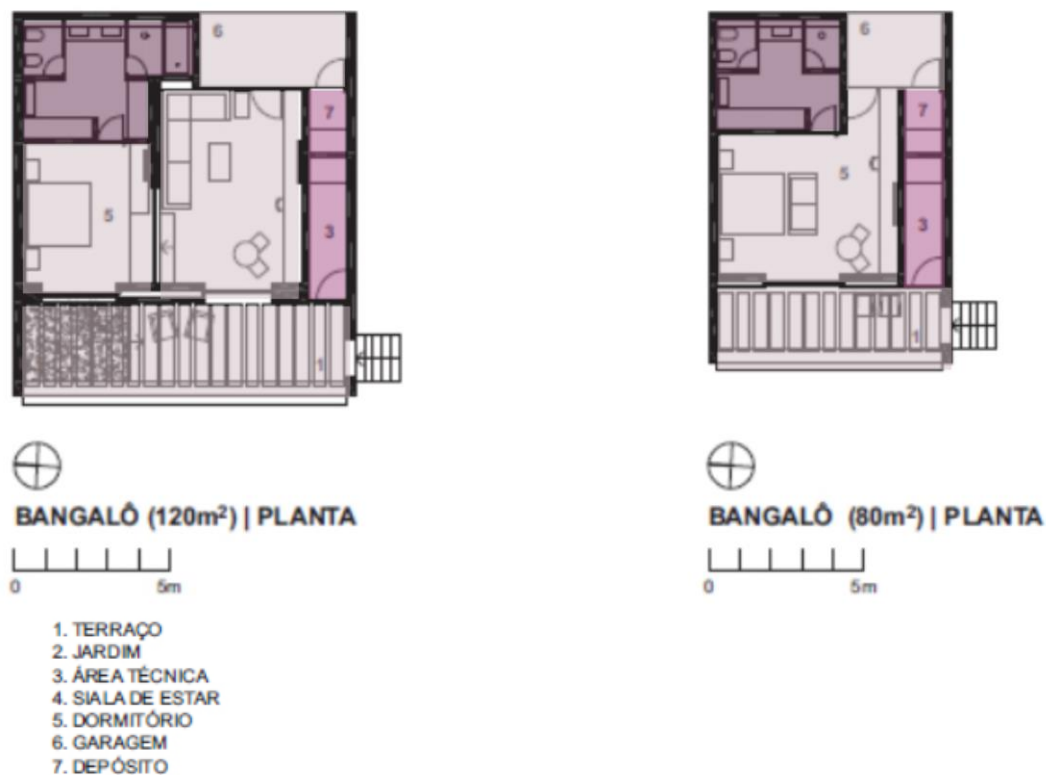 6
7
5
3
1
6
7
5
3
1
BANGALÔ (120m²) | PLANTA
0 5m
BANGALÔ (80m²) | PLANTA
0 5m
1. TERRAÇO
2. JARDIM
3. ÁREA TÉCNICA
4. SIALA DE ESTAR
5. DORMITÓRIO
6. GARAGEM
7. DEPÓSITO